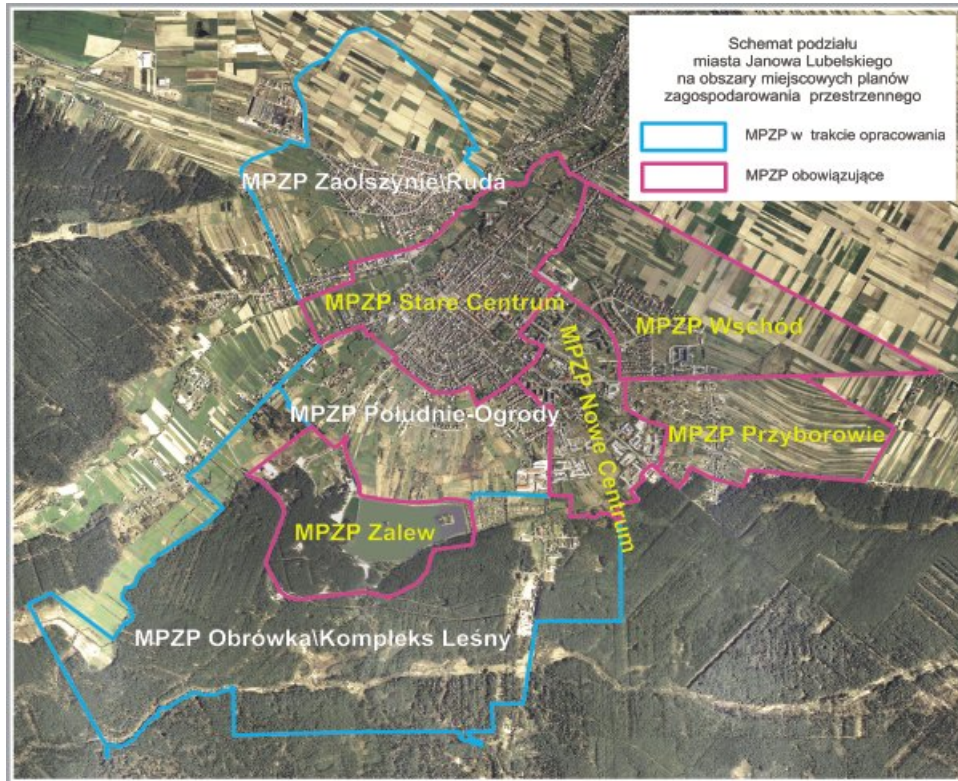 Schemat podziału
miasta Janowa Lubelskiego
na obszary miejscowych planów
zagospodarowania przestrzennego
MPZP w trakcie opracowania
MPZP obowiązujące
MPZP Zaolszynie\Ruda
MPZP Stare Centrum
MPZP Wschód
MPZP Nowe Centrum
MPZP Południe-Ogrody
MPZP Przyborowie
MPZP Zalew
MPZP Obrówka\Kompleks Leśny